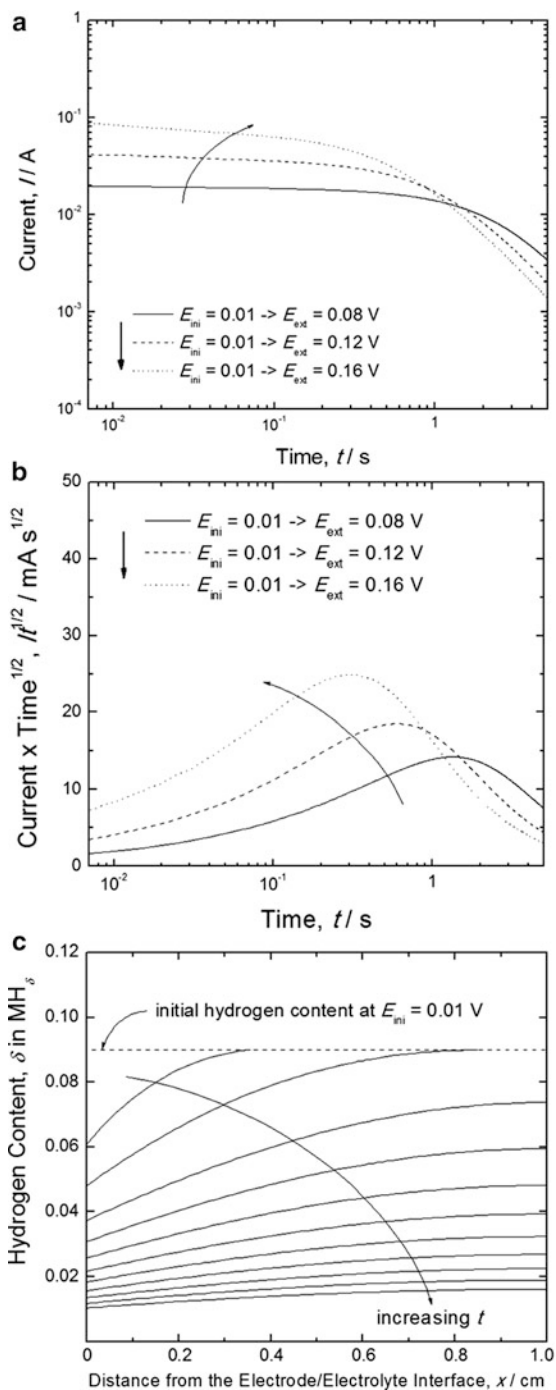 a
Current, I / A
10⁰
1
10⁻¹
10⁻²
10⁻³
10⁻⁴
E_ini = 0.01 -> E_ext = 0.08 V
E_ini = 0.01 -> E_ext = 0.12 V
E_ini = 0.01 -> E_ext = 0.16 V
10⁻² 10⁻¹ 1
Time, t / s
b
Current x Time^1/2, It^1/2 / mA s^1/2
50
40
30
20
10
0
E_ini = 0.01 -> E_ext = 0.08 V
E_ini = 0.01 -> E_ext = 0.12 V
E_ini = 0.01 -> E_ext = 0.16 V
10⁻² 10⁻¹ 1
Time, t / s
c
Hydrogen Content, δ in MH_δ
0.12
0.10
0.08
0.06
0.04
0.02
initial hydrogen content at E_ini = 0.01 V
increasing t
0 0.2 0.4 0.6 0.8 1.0
Distance from the Electrode/Electrolyte Interface, x / cm